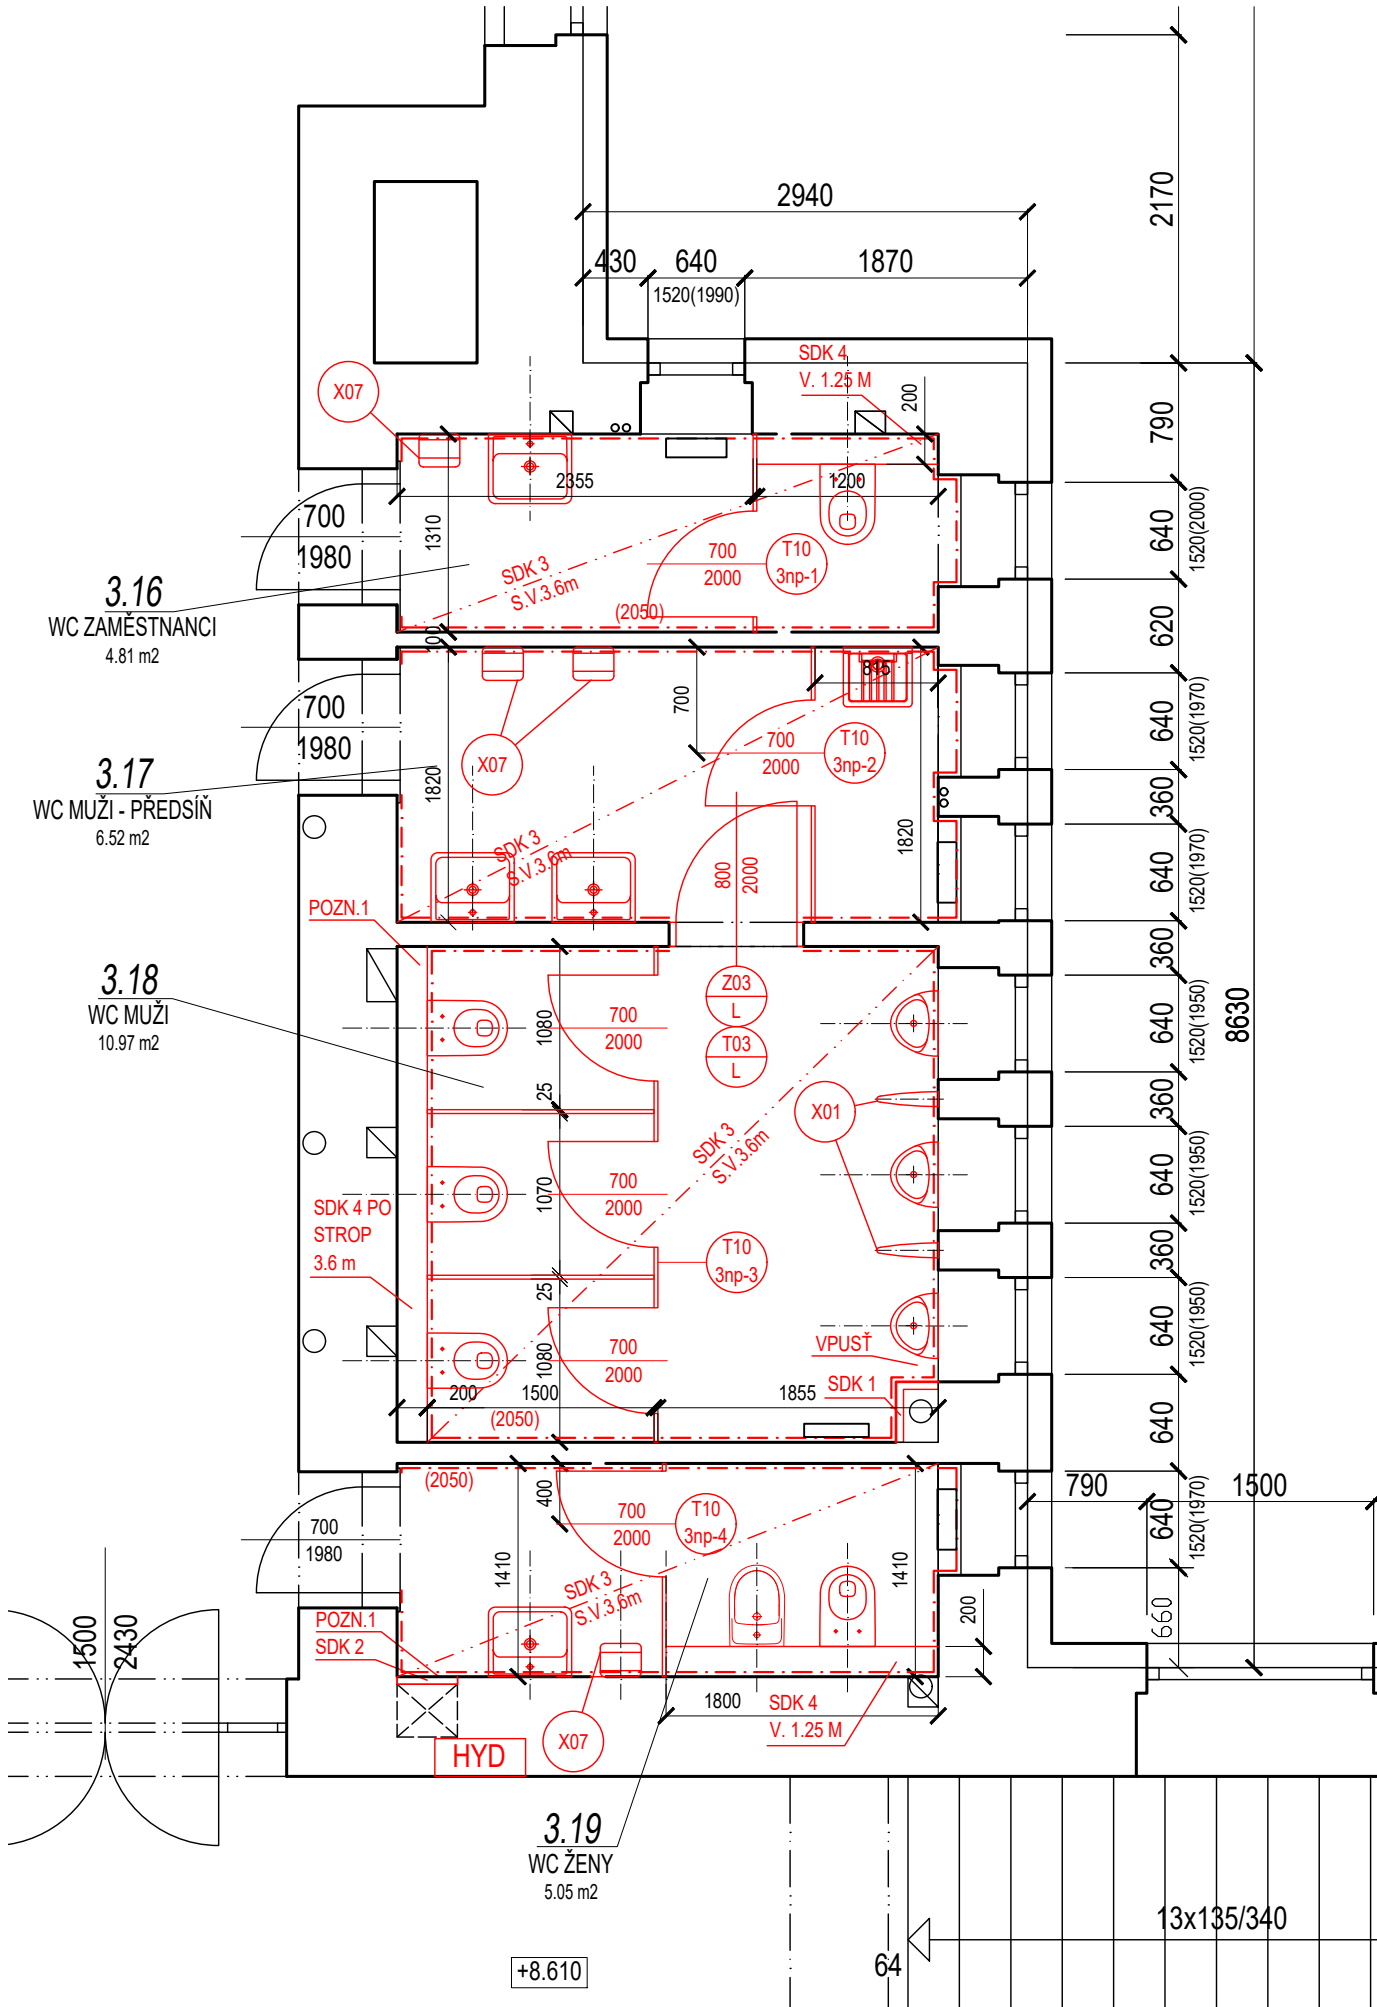 2940
430
640
1870
1520(1990)
2170
SDK 4
V. 1.25 M
200
X07
790
2355
1200
700
1980
1310
640
1520(2000)
700
2000
T10
3np-1
SDK 3
S.V.3.6m
(2050)
3.16
WC ZAMĚSTNANCI
4.81 m2
100
620
815
700
700
1980
X07
700
2000
T10
3np-2
640
1520(1970)
3.17
WC MUŽI - PŘEDSÍŇ
6.52 m2
1820
360
SDK 3
S.V.3.6m
1820
800
2000
640
1520(1970)
POZN.1
360
3.18
WC MUŽI
10.97 m2
Z03
L
T03
L
700
2000
1080
640
1520(1950)
8630
25
X01
360
SDK 3
S.V.3.6m
1070
700
2000
640
1520(1950)
SDK 4 PO
STROP
3.6 m
T10
3np-3
25
360
1080
700
2000
VPUSŤ
640
1520(1950)
SDK 1
200
1500
1855
(2050)
640
(2050)
400
790
1500
700
1980
700
2000
T10
3np-4
640
1520(1970)
1410
SDK 3
S.V.3.6m
1410
200
660
POZN.1
SDK 2
1500
2430
1800
SDK 4
V. 1.25 M
X07
HYD
3.19
WC ŽENY
5.05 m2
13x135/340
64
+8.610